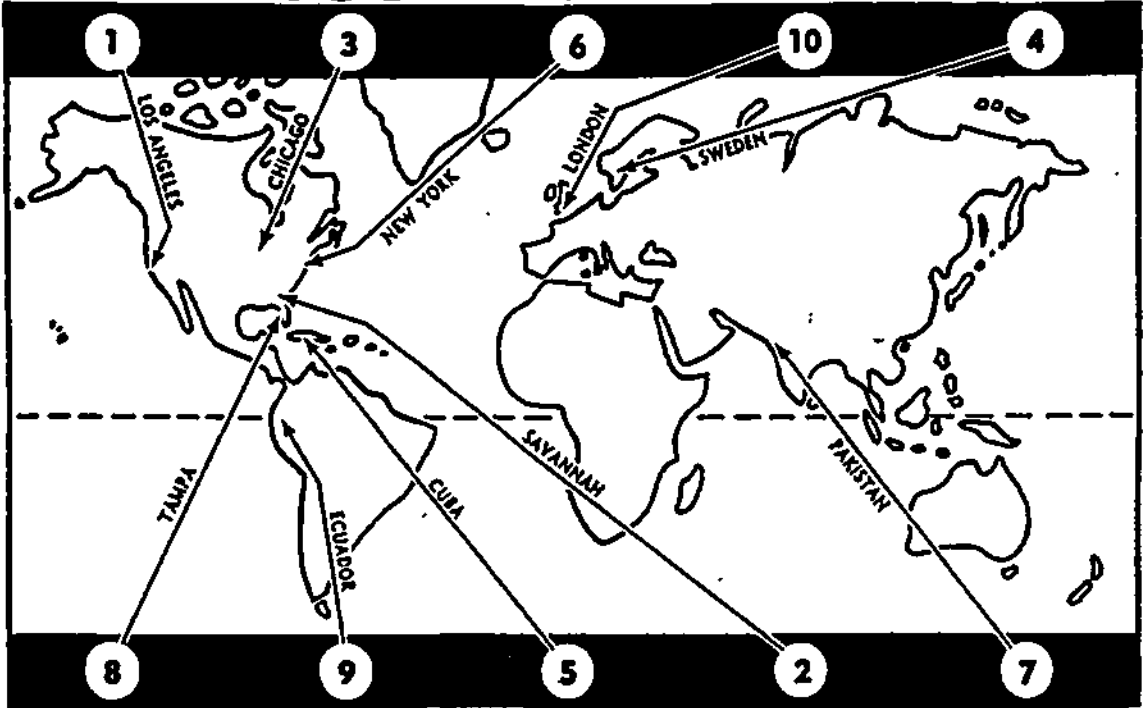 1
3
6
10
4
LOS ANGELES
CHICAGO
NEW YORK
LONDON
SWEDEN
TAMPA
ECUADOR
CUBA
SAVANNAH
PAKISTAN
8
9
5
2
7